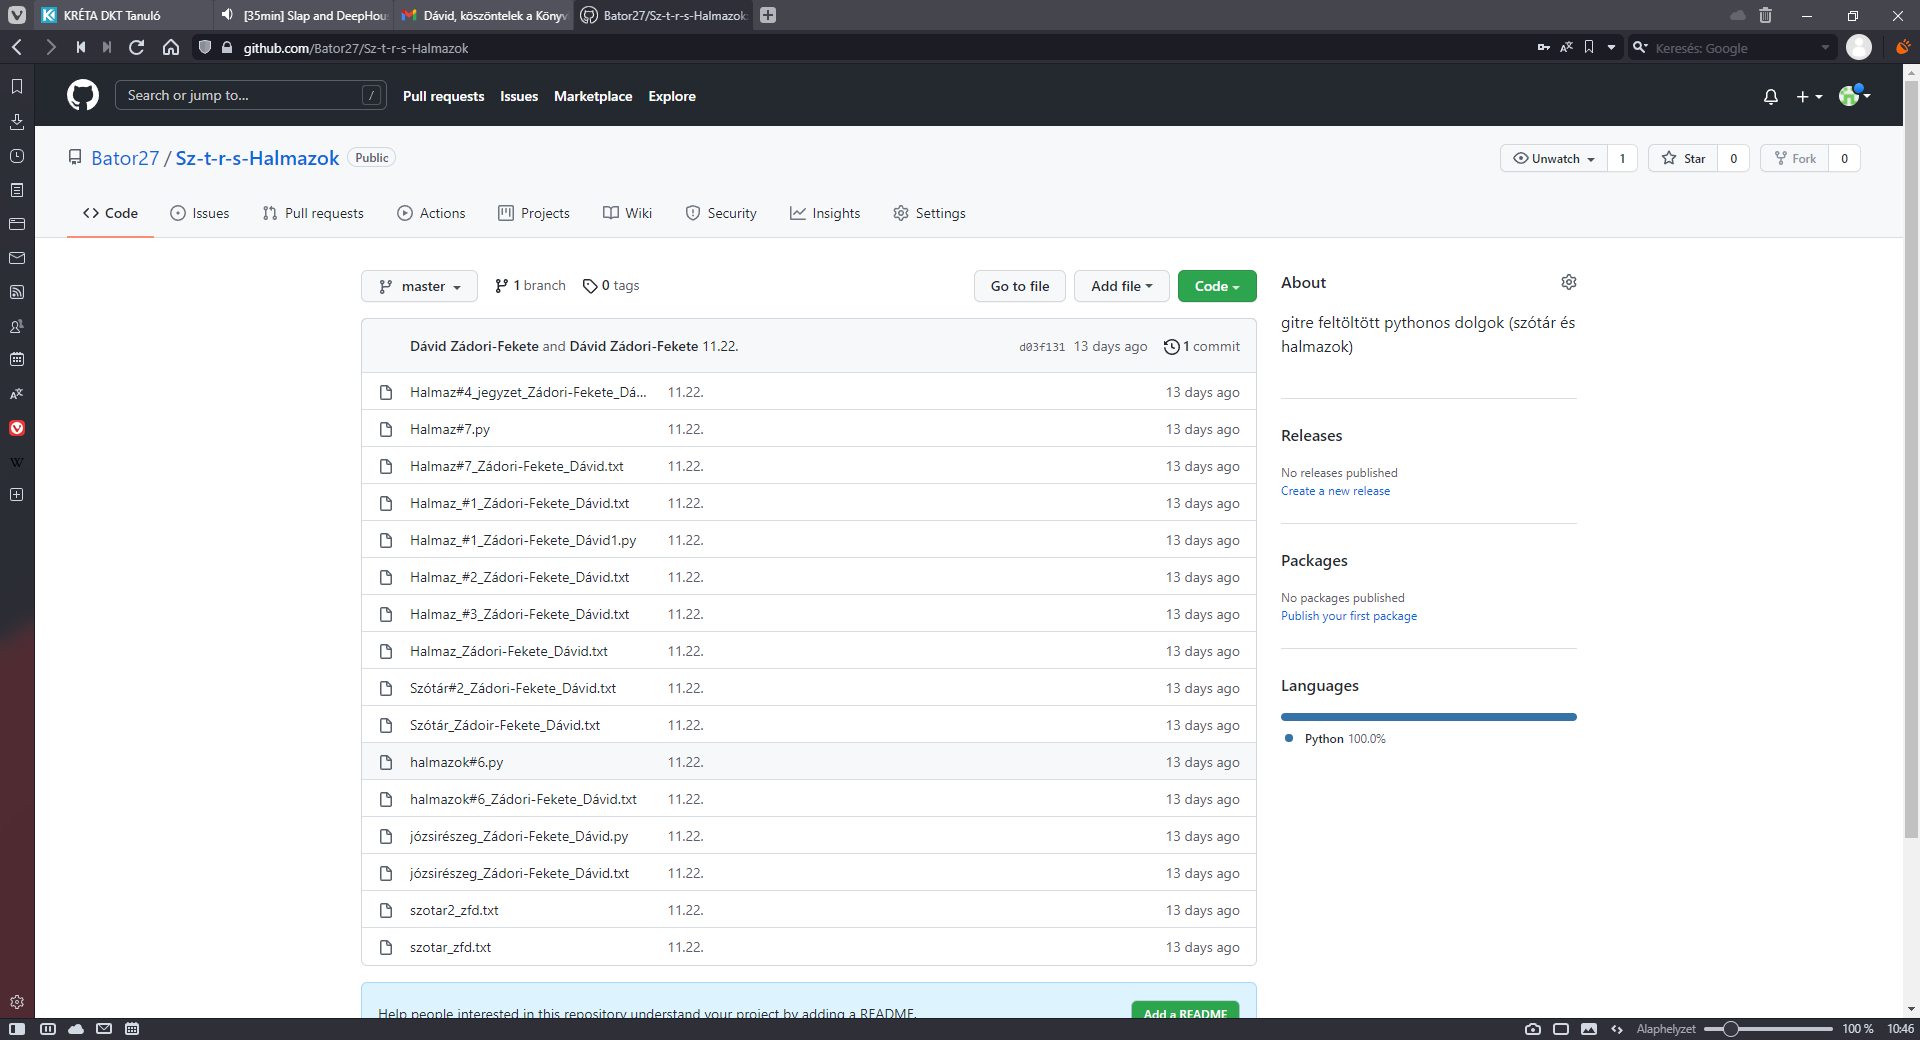 KRÉTA DKT Tanuló
[35min] Slap and DeepHou
Dávid, köszöntelek a Könyv
Bator27/Sz-t-r-s-Halmazok:
github.com/Bator27/Sz-t-r-s-Halmazok
Keresés: Google
Search or jump to...
/
Pull requests
Issues
Marketplace
Explore
Bator27 / Sz-t-r-s-Halmazok
Public
Unwatch
1
Star
0
Fork
0
Code
Issues
Pull requests
Actions
Projects
Wiki
Security
Insights
Settings
master
1 branch
0 tags
Go to file
Add file
Code
Dávid Zádori-Fekete and Dávid Zádori-Fekete 11.22.
d03f131 13 days ago
1 commit
Halmaz#4_jegyzet_Zádori-Fekete_Dá... 11.22. 13 days ago
Halmaz#7.py 11.22. 13 days ago
Halmaz#7_Zádori-Fekete_Dávid.txt 11.22. 13 days ago
Halmaz_#1_Zádori-Fekete_Dávid.txt 11.22. 13 days ago
Halmaz_#1_Zádori-Fekete_Dávid1.py 11.22. 13 days ago
Halmaz_#2_Zádori-Fekete_Dávid.txt 11.22. 13 days ago
Halmaz_#3_Zádori-Fekete_Dávid.txt 11.22. 13 days ago
Halmaz_Zádori-Fekete_Dávid.txt 11.22. 13 days ago
Szótár#2_Zádori-Fekete_Dávid.txt 11.22. 13 days ago
Szótár_Zádoir-Fekete_Dávid.txt 11.22. 13 days ago
halmazok#6.py 11.22. 13 days ago
halmazok#6_Zádori-Fekete_Dávid.txt 11.22. 13 days ago
józsirészeg_Zádori-Fekete_Dávid.py 11.22. 13 days ago
józsirészeg_Zádori-Fekete_Dávid.txt 11.22. 13 days ago
szotar2_zfd.txt 11.22. 13 days ago
szotar_zfd.txt 11.22. 13 days ago
Help people interested in this repository understand your project by adding a README.
Add a README
About
gitre feltöltött pythonos dolgok (szótár és
halmazok)
Releases
No releases published
Create a new release
Packages
No packages published
Publish your first package
Languages
Python 100.0%
Alaphelyzet
100 %
10:46